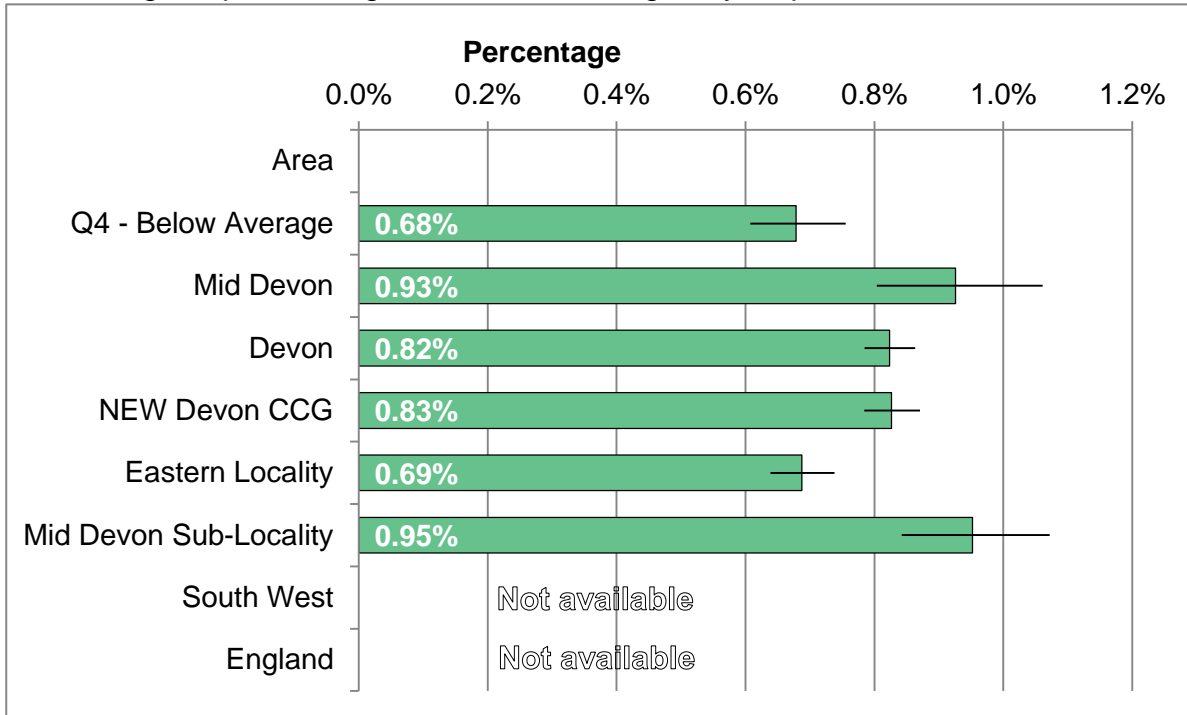 Percentage
0.0% 0.2% 0.4% 0.6% 0.8% 1.0% 1.2%
Area
Q4 - Below Average 0.68%
Mid Devon 0.93%
Devon 0.82%
NEW Devon CCG 0.83%
Eastern Locality 0.69%
Mid Devon Sub-Locality 0.95%
South West Not available
England Not available